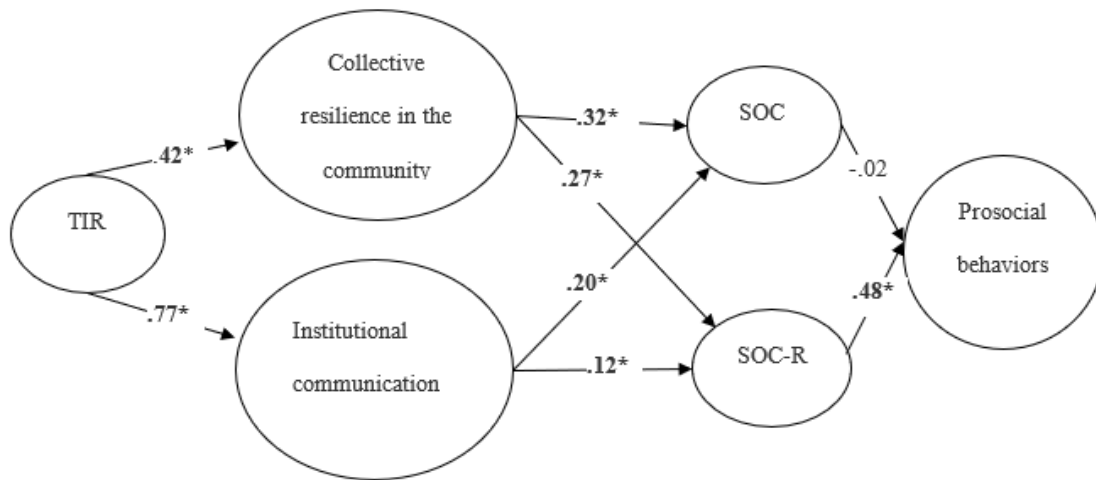 Collective
resilience in the
community
.32*
SOC
.42*
-.02
.27*
TIR
Prosocial
behaviors
.20*
.48*
.77*
Institutional
communication
.12*
SOC-R